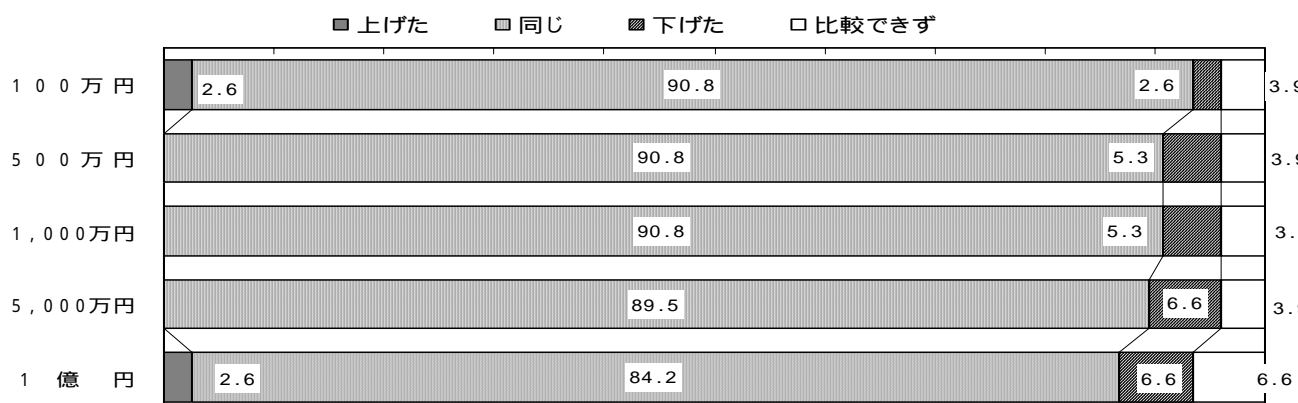 上げた 同じ 下げた 比較できず
100万円 2.6 90.8 2.6 3.9
500万円 90.8 5.3 3.9
1,000万円 90.8 5.3 3.
5,000万円 89.5 6.6 3.9
1億円 2.6 84.2 6.6 6.6